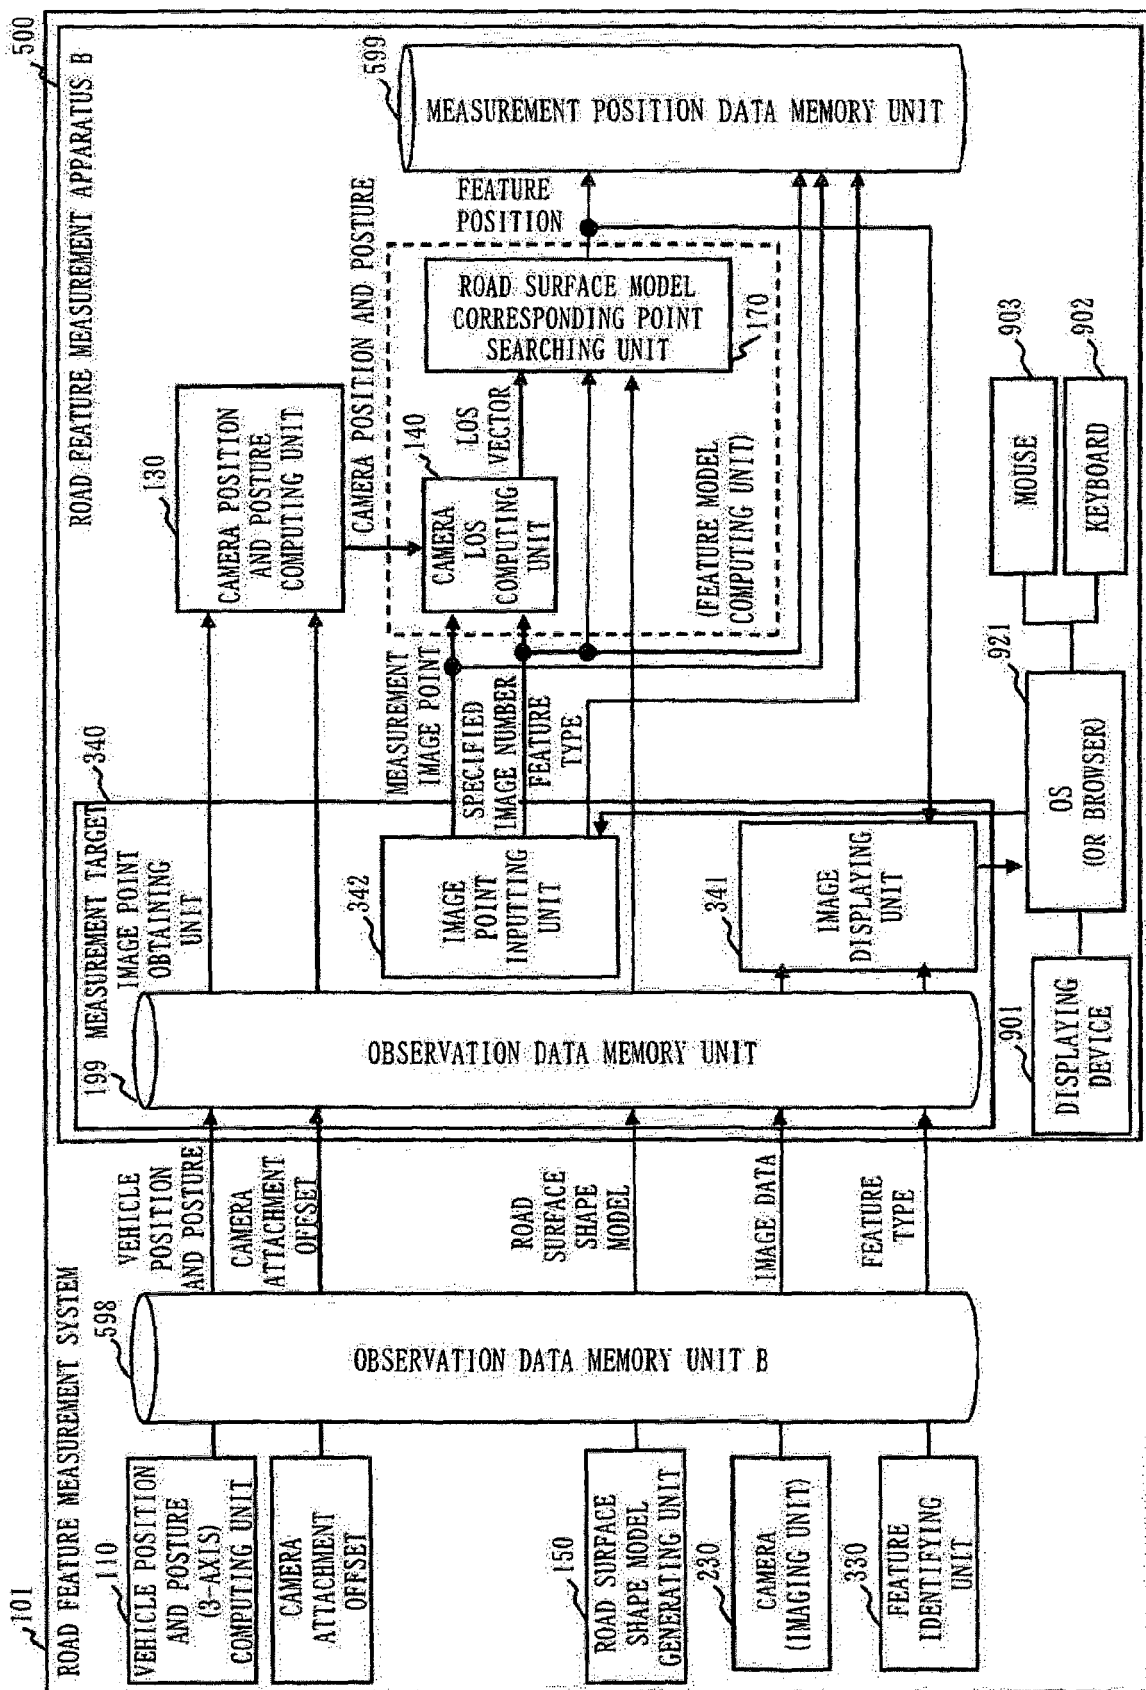 101
ROAD FEATURE MEASUREMENT SYSTEM
110
VEHICLE POSITION
AND POSTURE
(3-AXIS)
COMPUTING UNIT
CAMERA
ATTACHMENT
OFFSET
150
ROAD SURFACE
SHAPE MODEL
GENERATING UNIT
230
CAMERA
(IMAGING UNIT)
330
FEATURE
IDENTIFYING
UNIT
598
OBSERVATION DATA MEMORY UNIT B
VEHICLE
POSITION
AND POSTURE
CAMERA
ATTACHMENT
OFFSET
ROAD
SURFACE
SHAPE
MODEL
IMAGE DATA
FEATURE
TYPE
500
ROAD FEATURE MEASUREMENT APPARATUS B
340
MEASUREMENT TARGET
IMAGE POINT
OBTAINING
UNIT
199
OBSERVATION DATA MEMORY UNIT
342
IMAGE
POINT
INPUTTING
UNIT
341
IMAGE
DISPLAYING
UNIT
MEASUREMENT
IMAGE POINT
SPECIFIED
IMAGE NUMBER
FEATURE
TYPE
130
CAMERA POSITION
AND POSTURE
COMPUTING UNIT
CAMERA POSITION AND POSTURE
140
CAMERA
LOS
COMPUTING
UNIT
LOS
VECTOR
ROAD SURFACE MODEL
CORRESPONDING POINT
SEARCHING UNIT
170
(FEATURE MODEL
COMPUTING UNIT)
FEATURE
POSITION
599
MEASUREMENT POSITION DATA MEMORY UNIT
901
DISPLAYING
DEVICE
921
OS
(OR BROWSER)
903
MOUSE
902
KEYBOARD